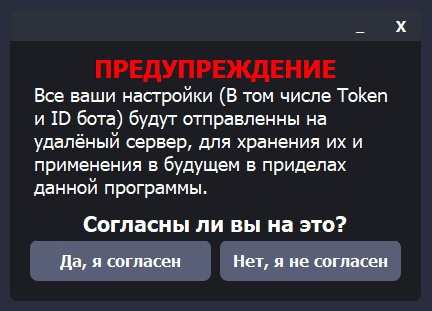 _ X
ПРЕДУПРЕЖДЕНИЕ
Все ваши настройки (В том числе Token
и ID бота) будут отправленны на
удалёный сервер, для хранения их и
применения в будущем в приделах
данной программы.
Согласны ли вы на это?
Да, я согласен Нет, я не согласен